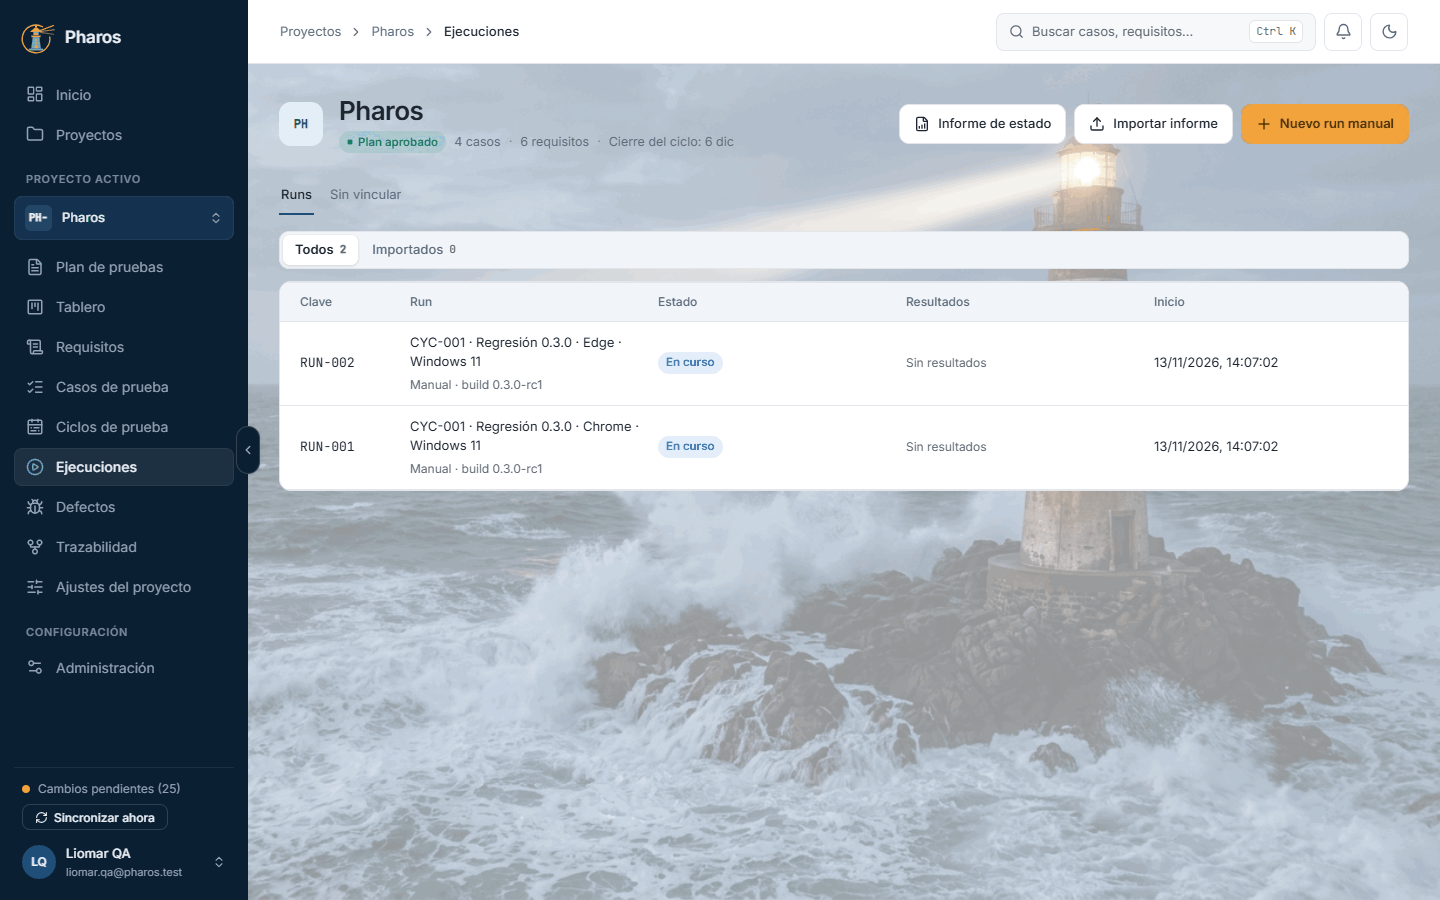 Pharos
Inicio
Proyectos
PROYECTO ACTIVO
PH- Pharos
Plan de pruebas
Tablero
Requisitos
Casos de prueba
Ciclos de prueba
Ejecuciones
Defectos
Trazabilidad
Ajustes del proyecto
CONFIGURACIÓN
Administración
Cambios pendientes (25)
Sincronizar ahora
LQ Liomar QA
liomar.qa@pharos.test
Proyectos > Pharos > Ejecuciones
Buscar casos, requisitos... Ctrl K
PH Pharos
Plan aprobado 4 casos · 6 requisitos · Cierre del ciclo: 6 dic
Informe de estado Importar informe + Nuevo run manual
Runs Sin vincular
Todos 2 Importados 0
Clave Run Estado Resultados Inicio
RUN-002 CYC-001 · Regresión 0.3.0 · Edge · Windows 11 En curso Sin resultados 13/11/2026, 14:07:02
Manual · build 0.3.0-rc1
RUN-001 CYC-001 · Regresión 0.3.0 · Chrome · Windows 11 En curso Sin resultados 13/11/2026, 14:07:02
Manual · build 0.3.0-rc1